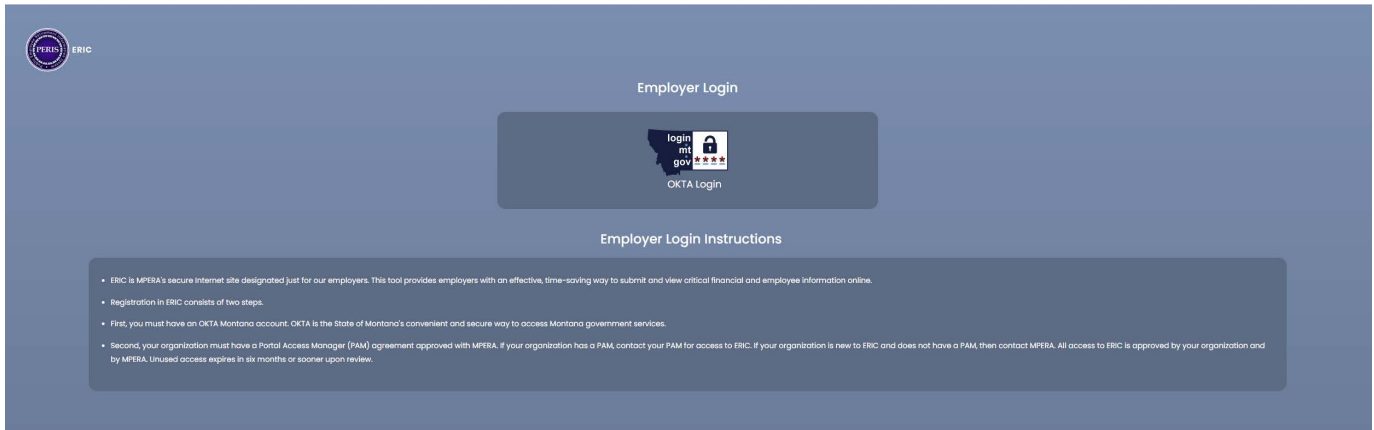 PERIS
ERIC
Employer Login
login
mt
gov ****
OKTA Login
Employer Login Instructions
• ERIC is MPERA's secure Internet site designated just for our employers. This tool provides employers with an effective, time-saving way to submit and view critical financial and employee information online.
• Registration in ERIC consists of two steps.
• First, you must have an OKTA Montana account. OKTA is the State of Montana's convenient and secure way to access Montana government services.
• Second, your organization must have a Portal Access Manager (PAM) agreement approved with MPERA. If your organization has a PAM, contact your PAM for access to ERIC. If your organization is new to ERIC and does not have a PAM, then contact MPERA. All access to ERIC is approved by your organization and
by MPERA. Unused access expires in six months or sooner upon review.